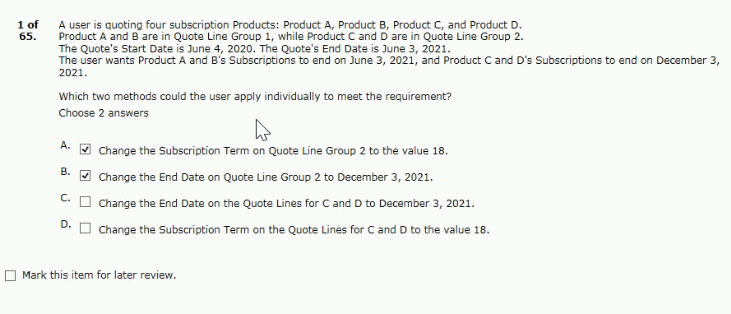 1 of 65.
A user is quoting four subscription Products: Product A, Product B, Product C, and Product D.
Product A and B are in Quote Line Group 1, while Product C and D are in Quote Line Group 2.
The Quote's Start Date is June 4, 2020. The Quote's End Date is June 3, 2021.
The user wants Product A and B's Subscriptions to end on June 3, 2021, and Product C and D's Subscriptions to end on December 3,
2021.
Which two methods could the user apply individually to meet the requirement?
Choose 2 answers
A. Change the Subscription Term on Quote Line Group 2 to the value 18.
B. Change the End Date on Quote Line Group 2 to December 3, 2021.
C. Change the End Date on the Quote Lines for C and D to December 3, 2021.
D. Change the Subscription Term on the Quote Lines for C and D to the value 18.
Mark this item for later review.